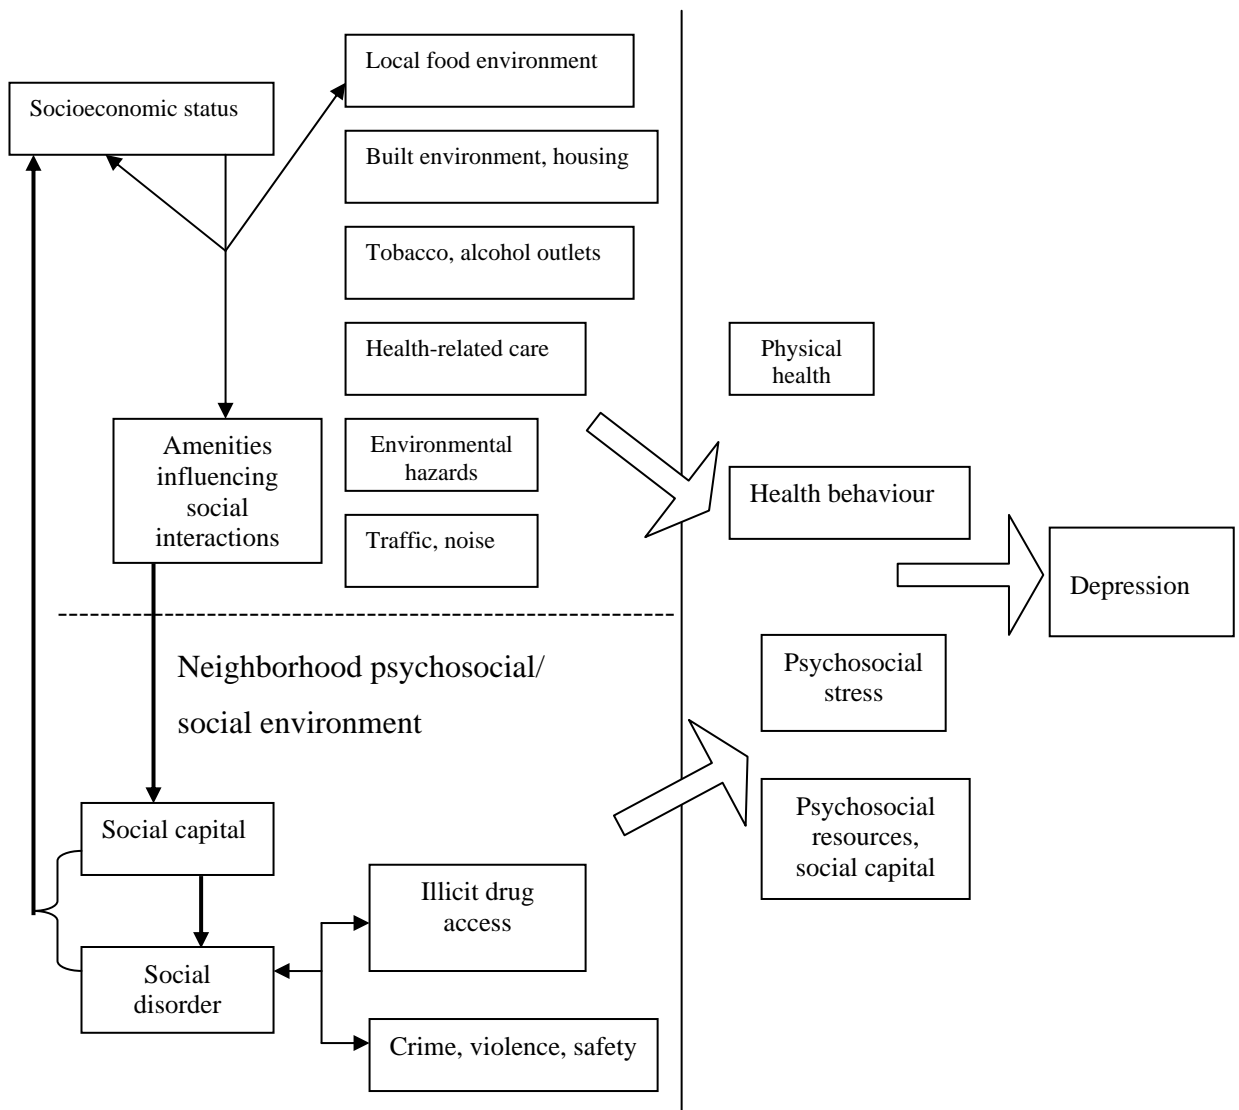 Local food environment
Socioeconomic status
Built environment, housing
Tobacco, alcohol outlets
Health-related care
Physical
health
Amenities
influencing
social
interactions
Environmental
hazards
Health behaviour
Traffic, noise
Depression
Neighborhood psychosocial/
social environment
Psychosocial
stress
Social capital
Psychosocial
resources,
social capital
Illicit drug
access
Social
disorder
Crime, violence, safety